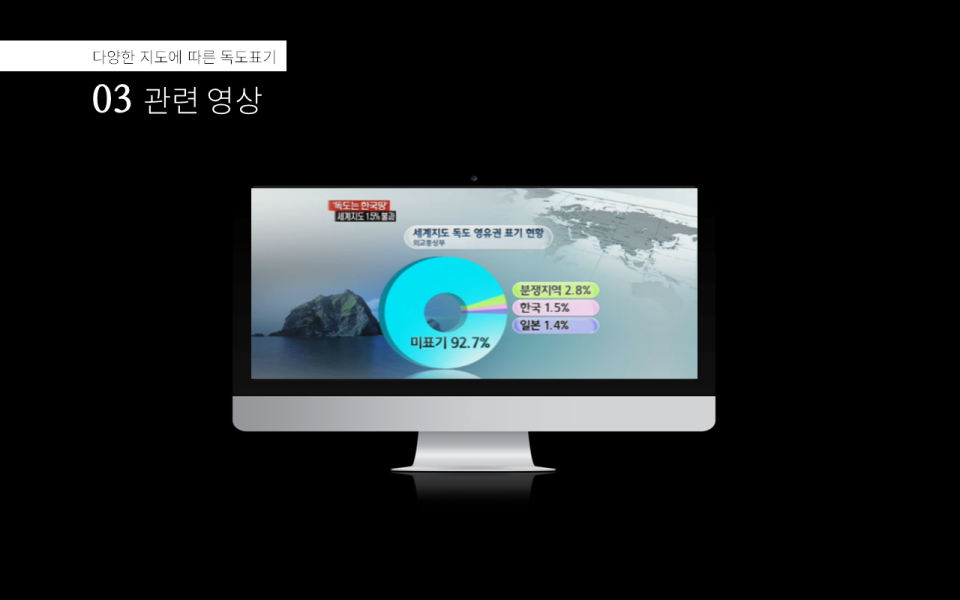 다양한 지도에 따른 독도표기
03 관련 영상
'독도는 한국땅'
세계지도 1.5% 불과
세계지도 독도 영유권 표기 현황
외교통상부
분쟁지역 2.8%
한국 1.5%
일본 1.4%
미표기 92.7%